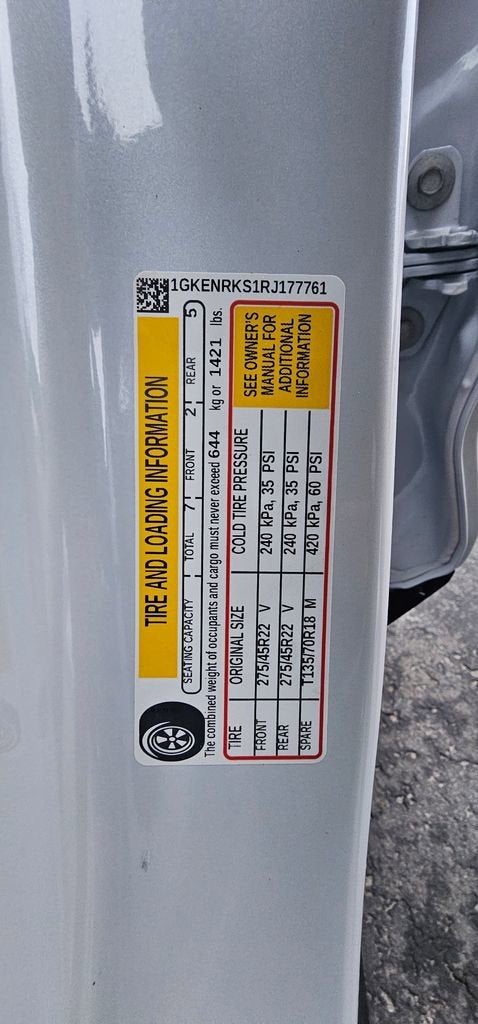 1GKENRKS1RJ177761
TIRE AND LOADING INFORMATION
SEATING CAPACITY TOTAL 7 FRONT 2 REAR 5
The combined weight of occupants and cargo must never exceed 644 kg or 1421 lbs.
TIRE ORIGINAL SIZE COLD TIRE PRESSURE
FRONT 275/45R22 V 240 kPa, 35 PSI
REAR 275/45R22 V 240 kPa, 35 PSI
SPARE T135/70R18 M 420 kPa, 60 PSI
SEE OWNER'S
MANUAL FOR
ADDITIONAL
INFORMATION